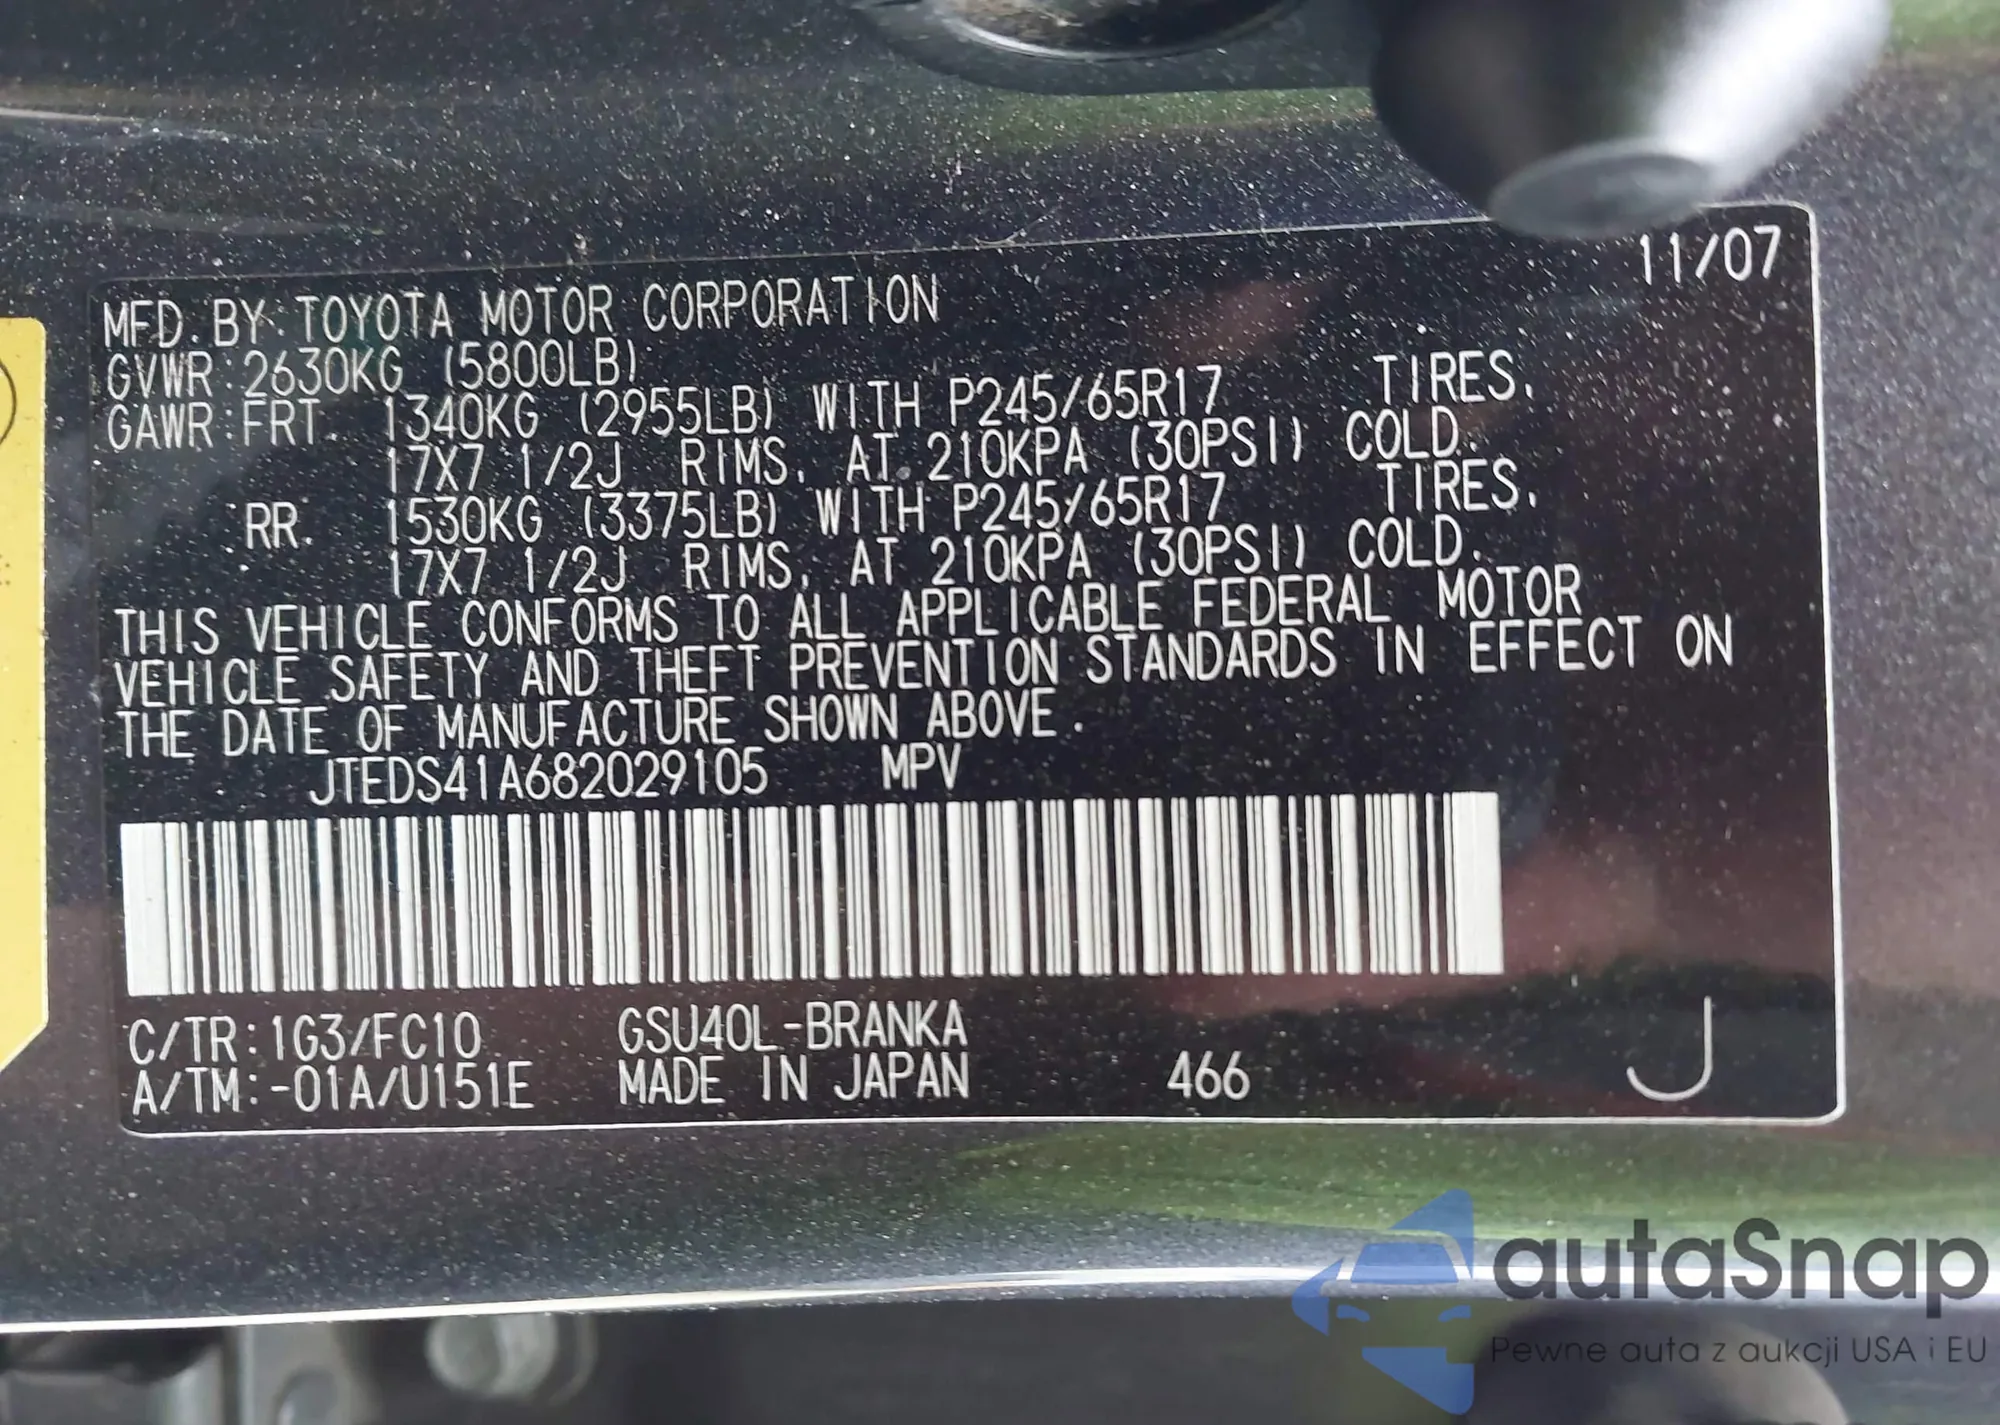 11/07
MFD. BY: TOYOTA MOTOR CORPORATION
GVWR:2630KG (5800LB)
GAWR:FRT. 1340KG (2955LB) WITH P245/65R17 TIRES,
17X7 1/2J RIMS, AT 210KPA (30PSI) COLD.
RR. 1530KG (3375LB) WITH P245/65R17 TIRES,
17X7 1/2J RIMS, AT 210KPA (30PSI) COLD.
THIS VEHICLE CONFORMS TO ALL APPLICABLE FEDERAL MOTOR
VEHICLE SAFETY AND THEFT PREVENTION STANDARDS IN EFFECT ON
THE DATE OF MANUFACTURE SHOWN ABOVE.
JTEDS41A682029105 MPV
C/TR:1G3/FC10 GSU40L-BRANKA
A/TM:-01A/U151E MADE IN JAPAN 466 J
autaSnap
Pewne auta z aukcji USA i EU